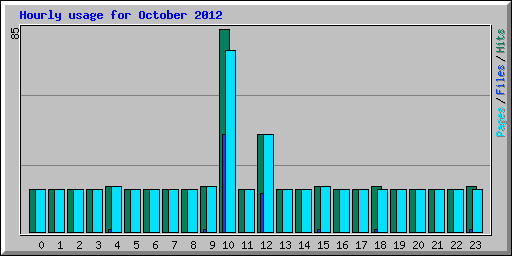 Hourly usage for October 2012
85
Pages/Files/Hits
0 1 2 3 4 5 6 7 8 9 10 11 12 13 14 15 16 17 18 19 20 21 22 23